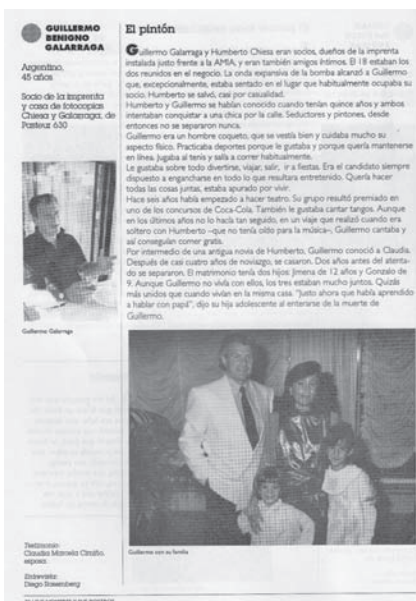 GUILLERMO
BENIGNO
GALARRAGA
Argentino,
45 años
Socio de la imprenta
y casa de fotocopias
Chiesa y Galarraga, de
Pasteur 630
Guillermo Galarraga
Testimonio:
Claudia Marcela
esposa
Entrevista:
Diego Rosemberg
El pintón
Guillermo Galarraga y Humberto Chiesa eran socios, dueños de la imprenta
instalada justo frente a la AMIA, y eran también amigos íntimos. El 18 estaban los
dos reunidos en el negocio. La onda expansiva de la bomba alcanzó a Guillermo
que, excepcionalmente, estaba sentado en el lugar que habitualmente ocupaba su
socio. Humberto se salvó, casi por casualidad.
Humberto y Guillermo se habían conocido cuando tenían quince años y ambos
intentaban conquistar a una chica por la calle. Seductores y pintones, desde
entonces no se separaron nunca.
Guillermo era un hombre coqueto, que se vestía bien y cuidaba mucho su
aspecto físico. Practicaba deportes porque le gustaba y porque quería mantenerse
en línea. Jugaba al tenis y salía a correr habitualmente.
Le gustaba sobre todo divertirse, viajar, salir, ir a fiestas. Era el candidato siempre
dispuesto a engancharse en todo lo que resultara entretenido. Quería hacer
todas las cosas juntas, estaba apurado por vivir.
Hace seis años había empezado a hacer teatro. Su grupo resultó premiado en
uno de los concursos de Coca-Cola. También le gustaba cantar tangos. Aunque
en los últimos años no lo hacía tan seguido, en un viaje que realizó cuando era
soltero con Humberto -que no tenía oído para la música-, Guillermo cantaba y
así conseguían comer gratis.
Por intermedio de una antigua novia de Humberto, Guillermo conoció a Claudia.
Después de casi cuatro años de noviazgo, se casaron. Dos años antes del atenta-
do se separaron. El matrimonio tenía dos hijos: Jimena de 12 años y Gonzalo de
9. Aunque Guillermo no vivía con ellos, los tres estaban mucho juntos. Quizás
más unidos que cuando vivían en la misma casa. "Justo ahora que había aprendido
a hablar con papá", dijo su hija adolescente al enterarse de la muerte de
Guillermo.
Guillermo con su familia